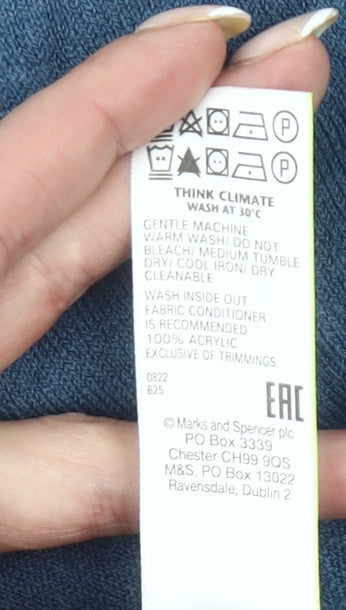 P
P
THINK CLIMATE
WASH AT 30°C
GENTLE MACHINE
WARM WASH/ DO NOT
BLEACH/ MEDIUM TUMBLE
DRY/ COOL IRON/ DRY
CLEANABLE
WASH INSIDE OUT
FABRIC CONDITIONER
IS RECOMMENDED
100% ACRYLIC
EXCLUSIVE OF TRIMMINGS
0822
B25
EAC
© Marks and Spencer plc
PO Box 3339
Chester CH99 9QS
M&S, PO Box 13022
Ravensdale, Dublin 2